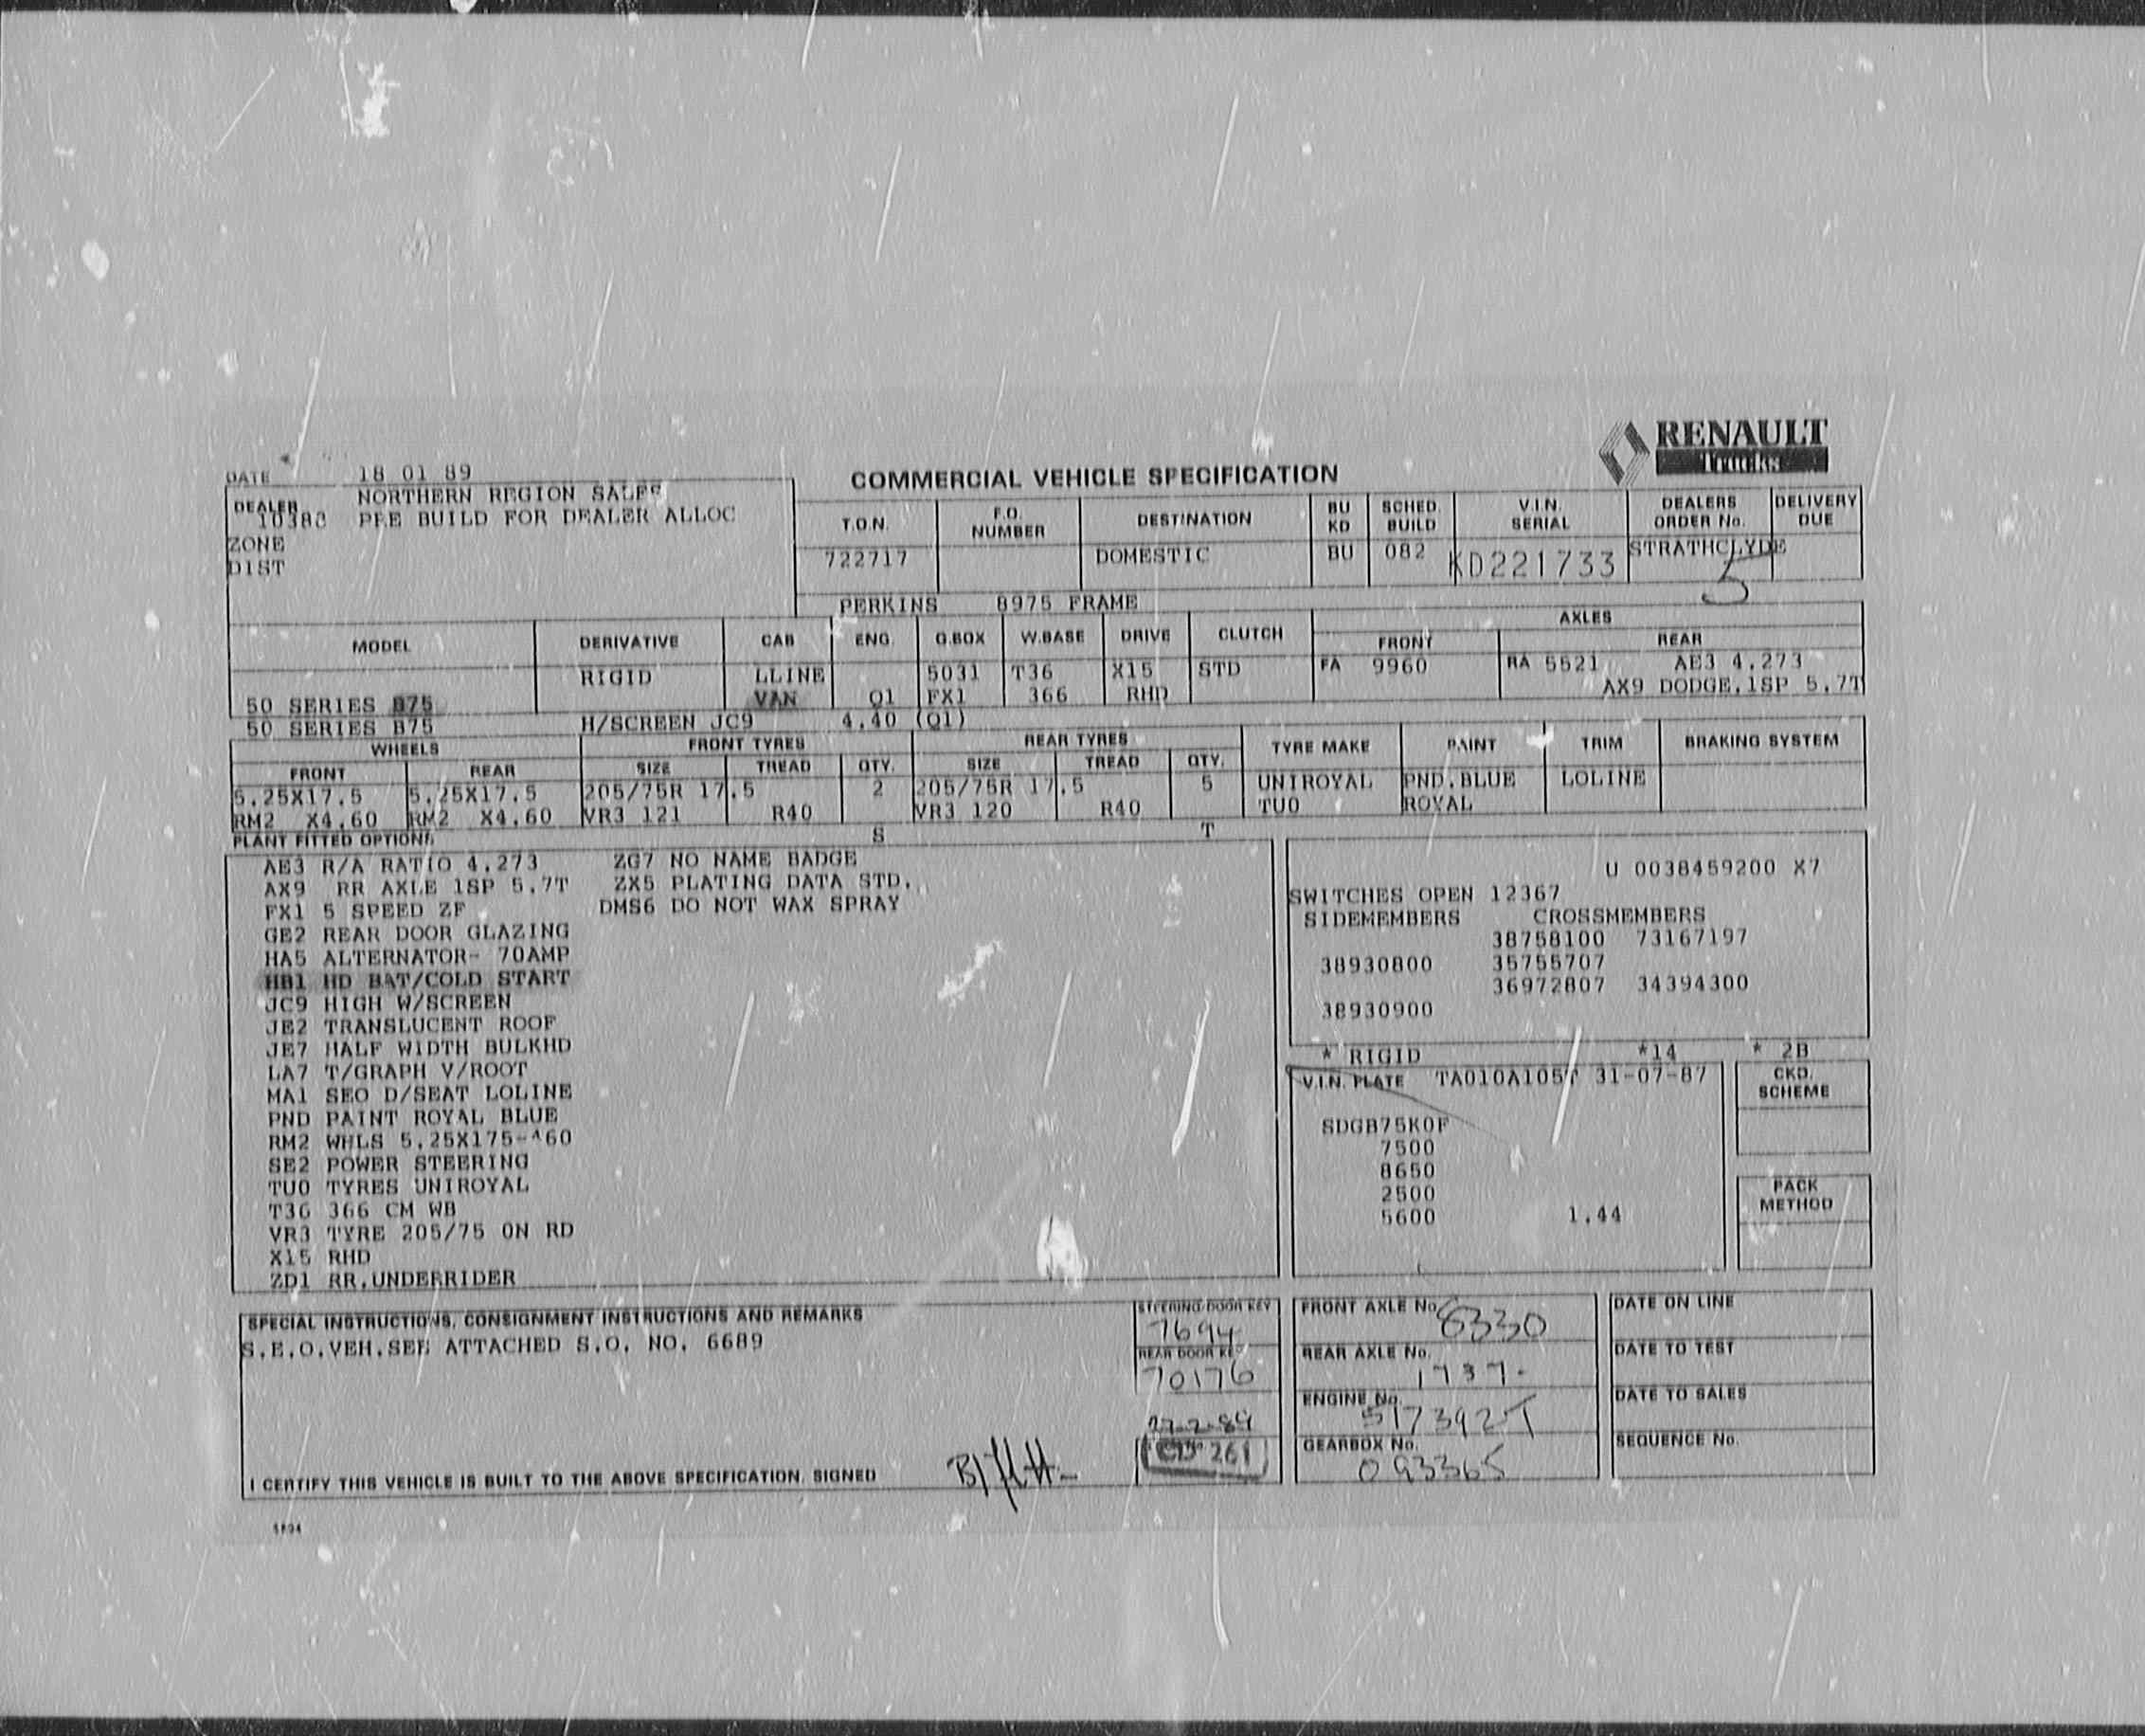 RENAULT
Trucks
DATE 18 01 89
COMMERCIAL VEHICLE SPECIFICATION
DEALER NORTHERN REGION SALES
PRE BUILD FOR DEALER ALLOC
ZONE
DIST
T.O.N. F.O. NUMBER DESTINATION BU KD SCHED. BUILD V.I.N. SERIAL DEALERS ORDER No. DELIVERY DUE
722717 DOMESTIC BU 082 KD221733 STRATHCLYDE
5
PERKINS 8975 FRAME
MODEL DERIVATIVE CAB ENG. G.BOX W.BASE DRIVE CLUTCH AXLES
FRONT REAR
RIGID LLINE 5031 T36 X15 STD FA 9960 RA 5521 AE3 4.273
50 SERIES B75 VAN Q1 FX1 366 RHD AX9 DODGE.1SP 5.7T
50 SERIES B75 H/SCREEN JC9 4.40 (Q1)
WHEELS FRONT TYRES REAR TYRES TYRE MAKE PAINT TRIM BRAKING SYSTEM
FRONT REAR SIZE TREAD QTY. SIZE TREAD QTY.
5.25X17.5 5.25X17.5 205/75R 17.5 2 205/75R 17.5 5 UNIROYAL PND.BLUE LOLINE
RM2 X4.60 RM2 X4.60 VR3 121 R40 VR3 120 R40 TU0 ROYAL
PLANT FITTED OPTIONS S T
AE3 R/A RATIO 4.273 ZG7 NO NAME BADGE
AX9 RR AXLE 1SP 5.7T ZX5 PLATING DATA STD.
FX1 5 SPEED ZF DMS6 DO NOT WAX SPRAY
GE2 REAR DOOR GLAZING
HA5 ALTERNATOR- 70AMP
HB1 HD BAT/COLD START
JC9 HIGH W/SCREEN
JE2 TRANSLUCENT ROOF
JE7 HALF WIDTH BULKHD
LA7 T/GRAPH V/ROOT
MA1 SEO D/SEAT LOLINE
PND PAINT ROYAL BLUE
RM2 WHLS 5.25X175-460
SE2 POWER STEERING
TU0 TYRES UNIROYAL
T36 366 CM WB
VR3 TYRE 205/75 ON RD
X15 RHD
ZD1 RR.UNDERRIDER
U 0038459200 X7
SWITCHES OPEN 12367
SIDEMEMBERS CROSSMEMBERS
38758100 73167197
38930800 35755707
36972807 34394300
38930900
* RIGID *14 * 2B
V.I.N. PLATE TA010A105T 31-07-87 CKD. SCHEME
SDGB75K0F
7500
8650
2500
5600 1.44
PACK METHOD
SPECIAL INSTRUCTIONS, CONSIGNMENT INSTRUCTIONS AND REMARKS
S.E.O.VEH.SEE ATTACHED S.O. NO. 6689
STEERING/DOOR KEY
7694
REAR DOOR KEY
70176
CD 261
FRONT AXLE No. 6330
REAR AXLE No. 1737.
ENGINE No. 517392T
GEARBOX No. 093365
DATE ON LINE
DATE TO TEST
DATE TO SALES
SEQUENCE No.
I CERTIFY THIS VEHICLE IS BUILT TO THE ABOVE SPECIFICATION. SIGNED